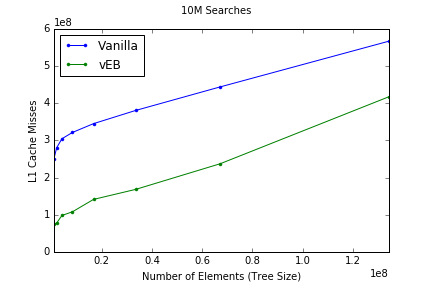 10M Searches
1e8
Vanilla
vEB
L1 Cache Misses
6
5
4
3
2
1
0
0.2
0.4
0.6
0.8
1.0
1.2
1e8
Number of Elements (Tree Size)